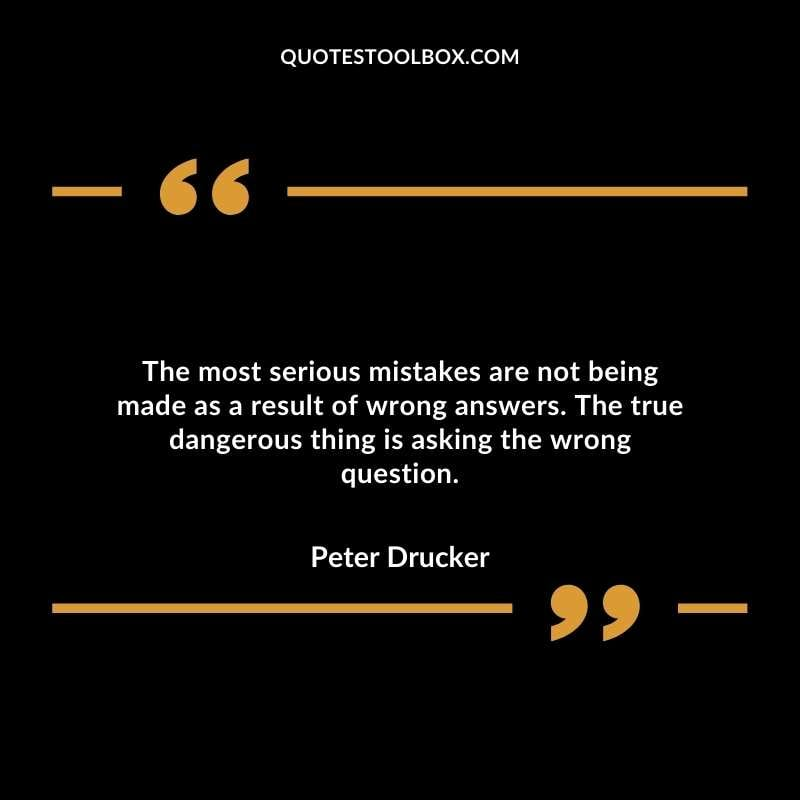 QUOTESTOOLBOX.COM
“
The most serious mistakes are not being
made as a result of wrong answers. The true
dangerous thing is asking the wrong
question.
Peter Drucker
”